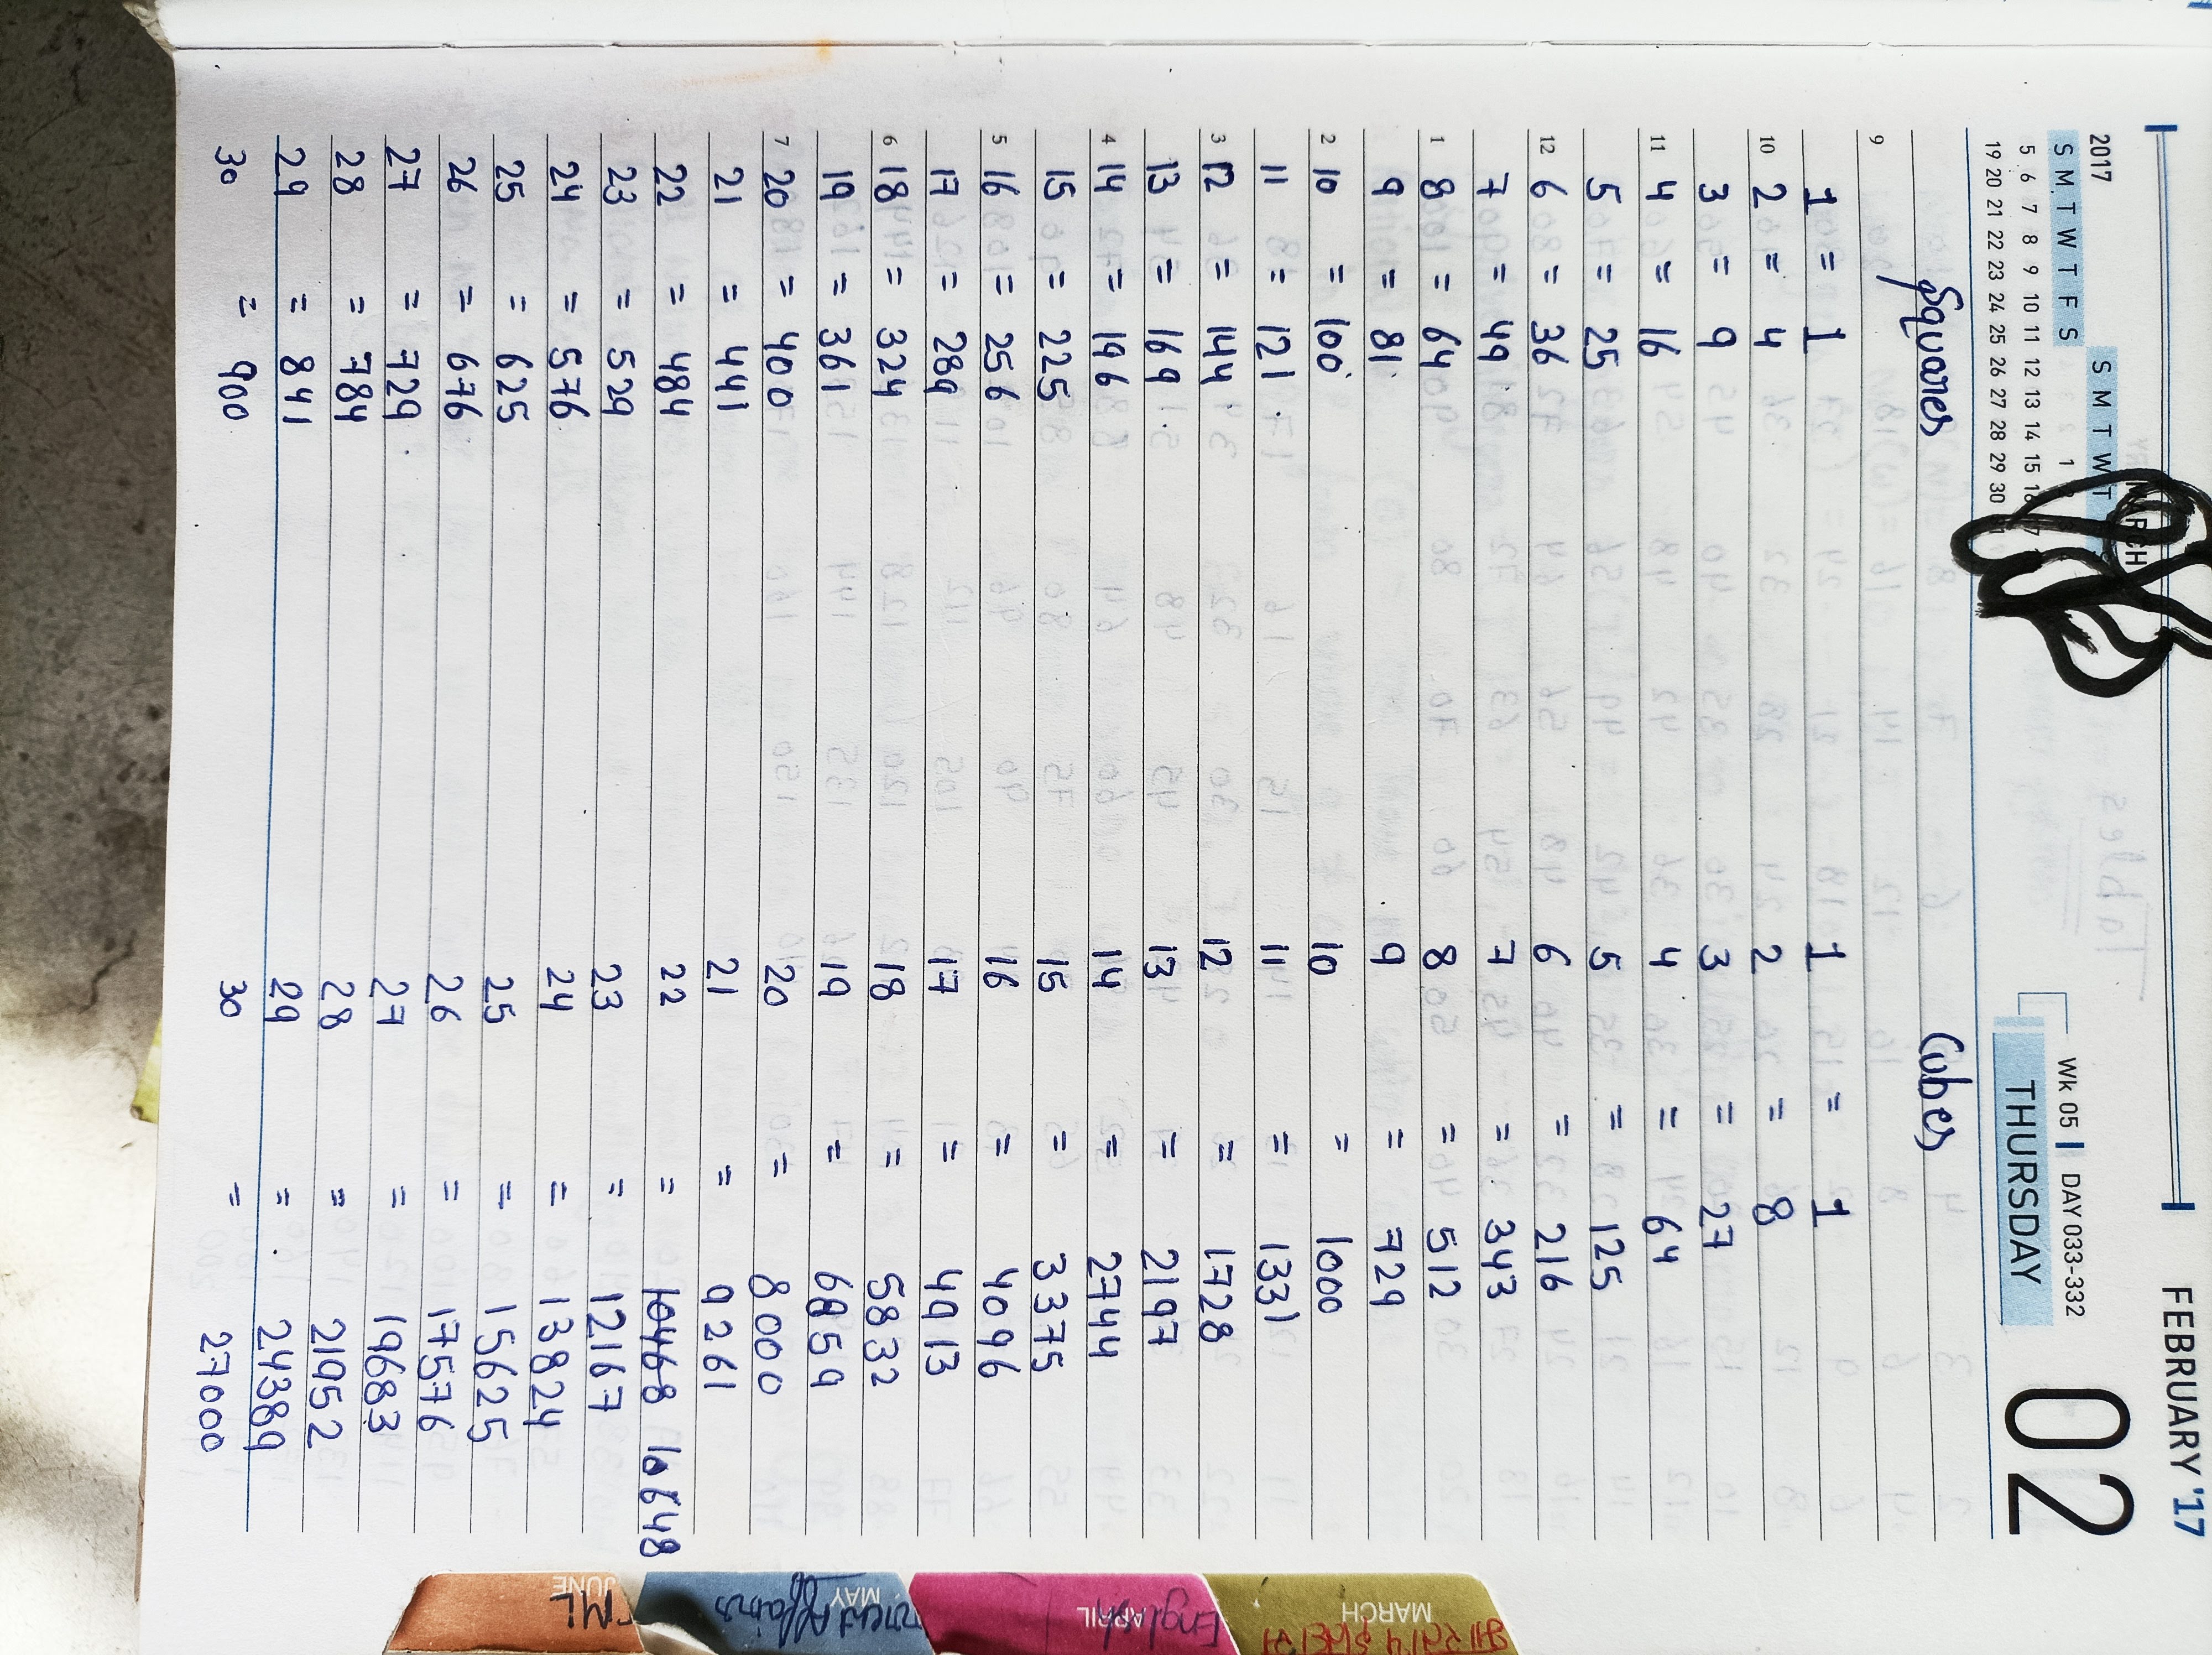 FEBRUARY '17
2017 MARCH
S M T W T
S M T W T F S
5 6 7 8 9 10 11 12 13 14 15
19 20 21 22 23 24 25 26 27 28 29 30
Wk 05 DAY 033-332
THURSDAY
02
Squares Cubes
9
1 = 1 1 = 1
10 2 = 4 2 = 8
3 = 9 3 = 27
11 4 = 16 4 = 64
5 = 25 5 = 125
12 6 = 36 6 = 216
7 = 49 7 = 343
1 8 = 64 8 = 512
9 = 81 9 = 729
2 10 = 100 10 = 1000
11 = 121 11 = 1331
3 12 = 144 12 = 1728
13 = 169 13 = 2197
4 14 = 196 14 = 2744
15 = 225 15 = 3375
5 16 = 256 16 = 4096
17 = 289 17 = 4913
6 18 = 324 18 = 5832
19 = 361 19 = 6859
7 20 = 400 20 = 8000
21 = 441 21 = 9261
22 = 484 22 = 10468 10648
23 = 529 23 = 12167
24 = 576 24 = 13824
25 = 625 25 = 15625
26 = 676 26 = 17576
27 = 729 27 = 19683
28 = 784 28 = 21952
29 = 841 29 = 24389
30 = 900 30 = 27000
MARCH
APRIL
English
MAY
Affairs
JUNE
ML